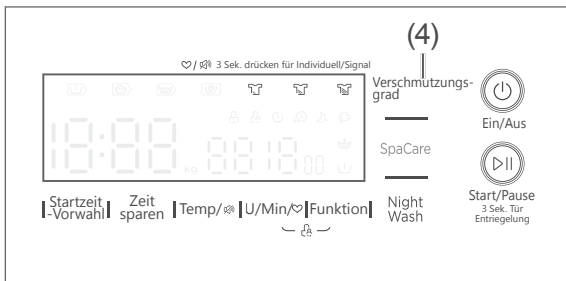 (4)
♡/ 3 Sek. drücken für Individuell/Signal
Verschmutzungs-
grad
Ein/Aus
18:88
kg
881800
SpaCare
Start/Pause
3 Sek. Tür
Entriegelung
Startzeit
-Vorwahl
Zeit
sparen
Temp/
U/Min/♡
Funktion
Night
Wash